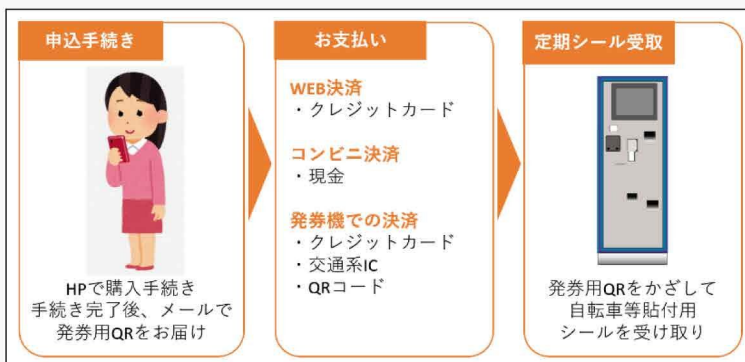 申込手続き
HPで購入手続き
手続き完了後、メールで
発券用QRをお届け
お支払い
WEB決済
・クレジットカード
コンビニ決済
・現金
発券機での決済
・クレジットカード
・交通系IC
・QRコード
定期シール受取
発券用QRをかざして
自転車等貼付用
シールを受け取り